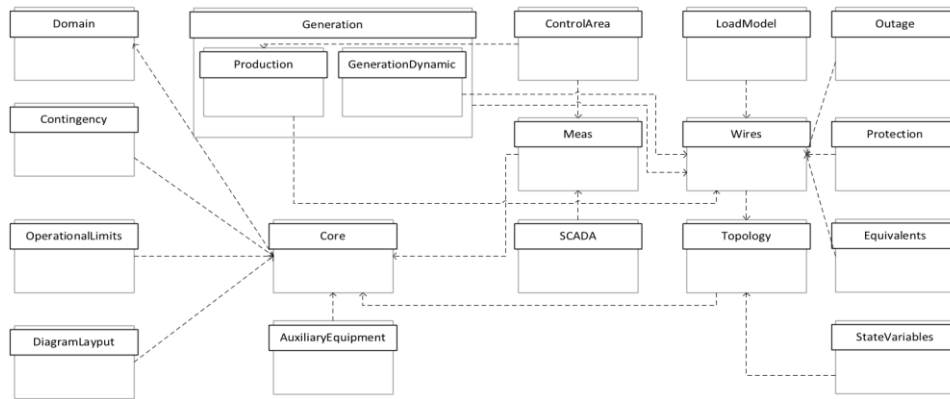 Domain
Generation
ControlArea
LoadModel
Outage
Production
GenerationDynamic
Contingency
Meas
Wires
Protection
OperationalLimits
Core
SCADA
Topology
Equivalents
DiagramLayput
AuxiliaryEquipment
StateVariables